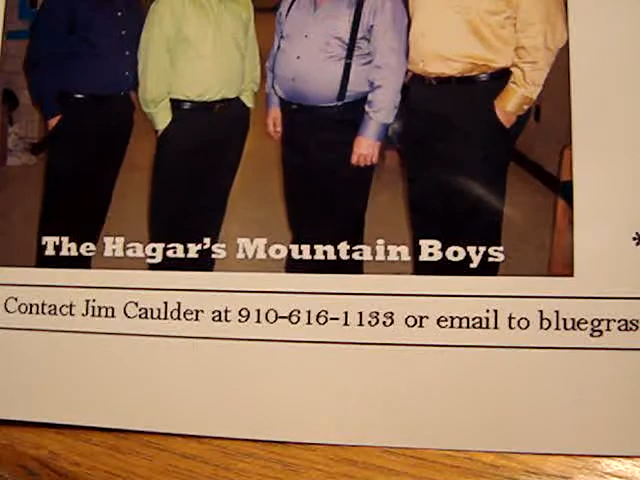 The Hagar's Mountain Boys
Contact Jim Caulder at 910-616-1133 or email to bluegras
*